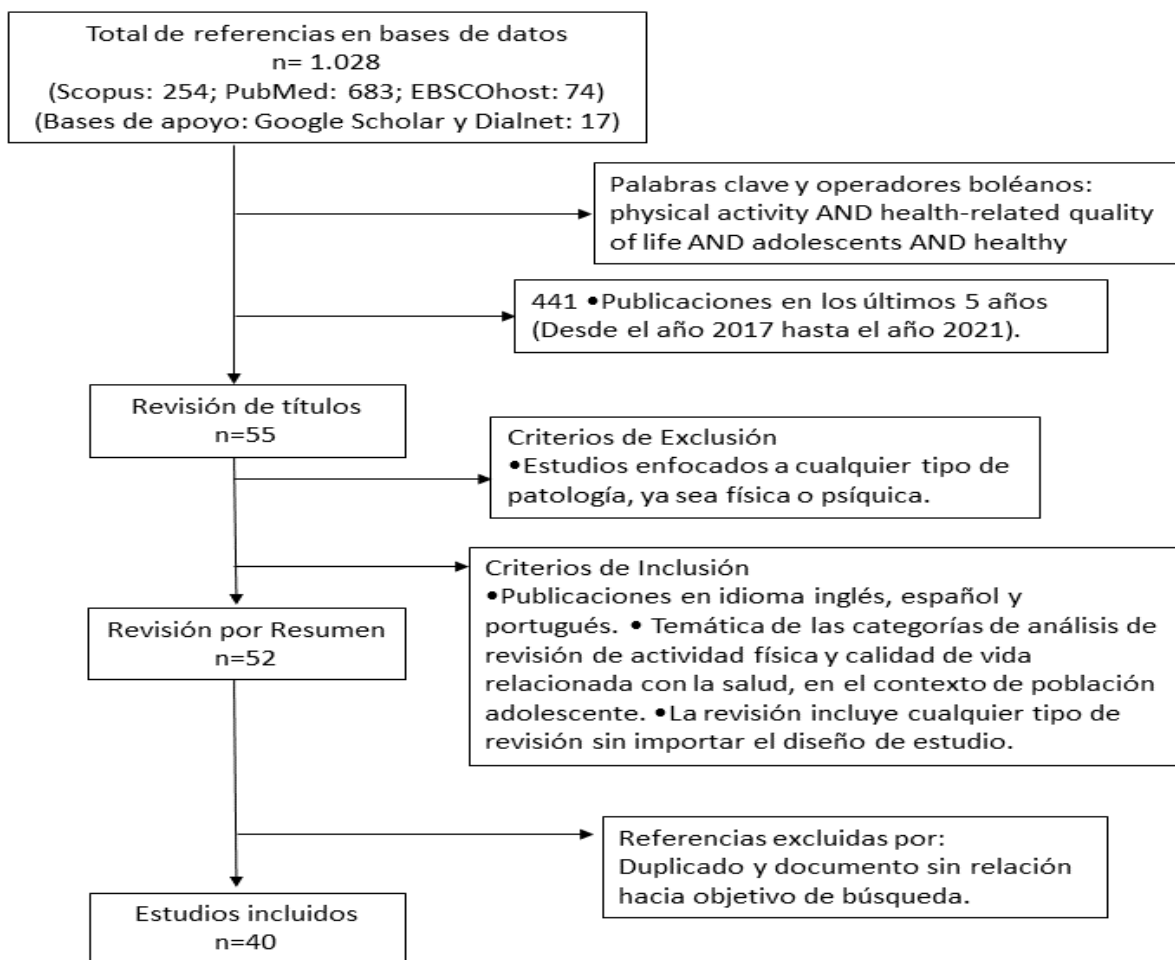 Total de referencias en bases de datos
n= 1.028
(Scopus: 254; PubMed: 683; EBSCOhost: 74)
(Bases de apoyo: Google Scholar y Dialnet: 17)
Palabras clave y operadores boléanos:
physical activity AND health-related quality
of life AND adolescents AND healthy
441 •Publicaciones en los últimos 5 años
(Desde el año 2017 hasta el año 2021).
Revisión de títulos
n=55
Criterios de Exclusión
•Estudios enfocados a cualquier tipo de
patología, ya sea física o psíquica.
Criterios de Inclusión
•Publicaciones en idioma inglés, español y
portugués. • Temática de las categorías de análisis de
revisión de actividad física y calidad de vida
relacionada con la salud, en el contexto de población
adolescente. •La revisión incluye cualquier tipo de
revisión sin importar el diseño de estudio.
Revisión por Resumen
n=52
Referencias excluidas por:
Duplicado y documento sin relación
hacia objetivo de búsqueda.
Estudios incluidos
n=40